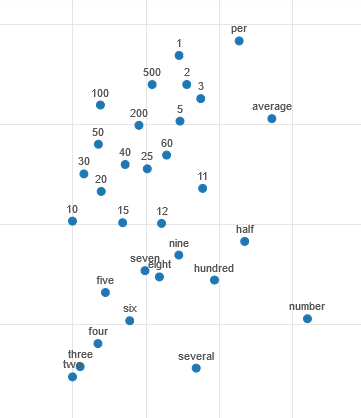 per
1
500
2
3
100
average
200
5
50
60
40
25
30
11
20
10
15
12
half
nine
seven
eight
hundred
five
number
six
four
three
several
two